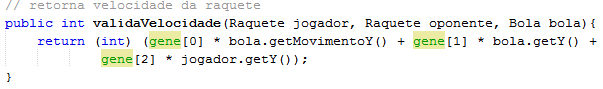 // retorna velocidade da raquete
public int validaVelocidade(Raquete jogador, Raquete oponente, Bola bola){
return (int) (gene[0] * bola.getMovimentoY() + gene[1] * bola.getY() +
gene[2] * jogador.getY());
}